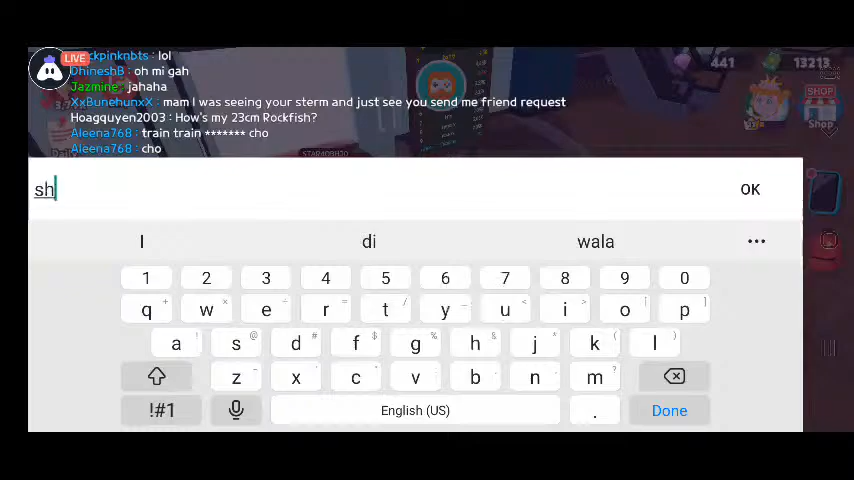 LIVE
ckpinknbts : lol
DhineshB : oh mi gah
Jazmine : jahaha
XxBunehunxX : mam I was seeing your sterm and just see you send me friend request
Hoagquyen2003 : How's my 23cm Rockfish?
Aleena768 : train train ******* cho
Aleena768 : cho
441
13213
SHOP
Shop
sh
OK
I di wala •••
1 2 3 4 5 6 7 8 9 0
q w e r t y u i o p
a s d f g h j k l
z x c v b n m
!#1 English (US) . Done